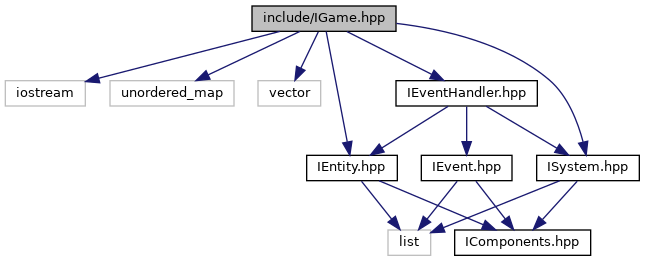 include/IGame.hpp
iostream
unordered_map
vector
IEventHandler.hpp
IEntity.hpp
IEvent.hpp
ISystem.hpp
list
IComponents.hpp